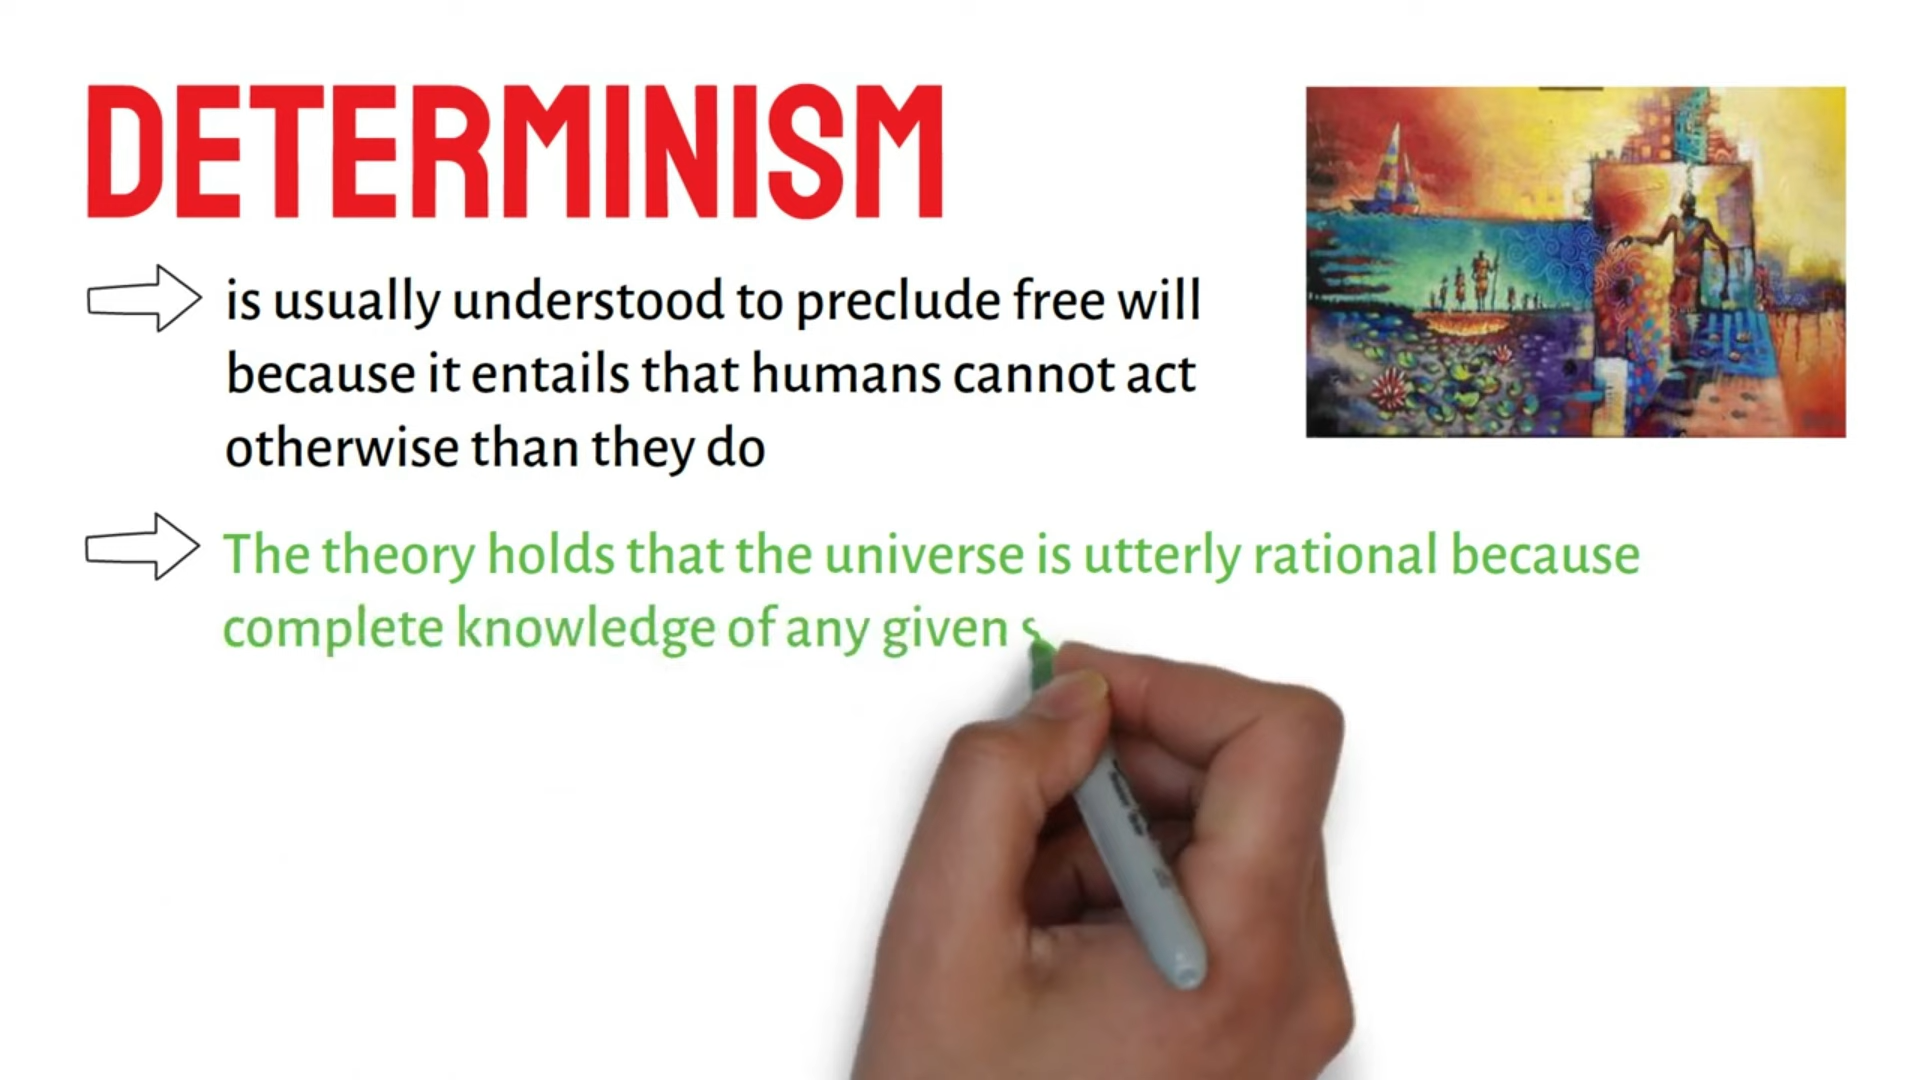 DETERMINISM
is usually understood to preclude free will
because it entails that humans cannot act
otherwise than they do
The theory holds that the universe is utterly rational because
complete knowledge of any given s